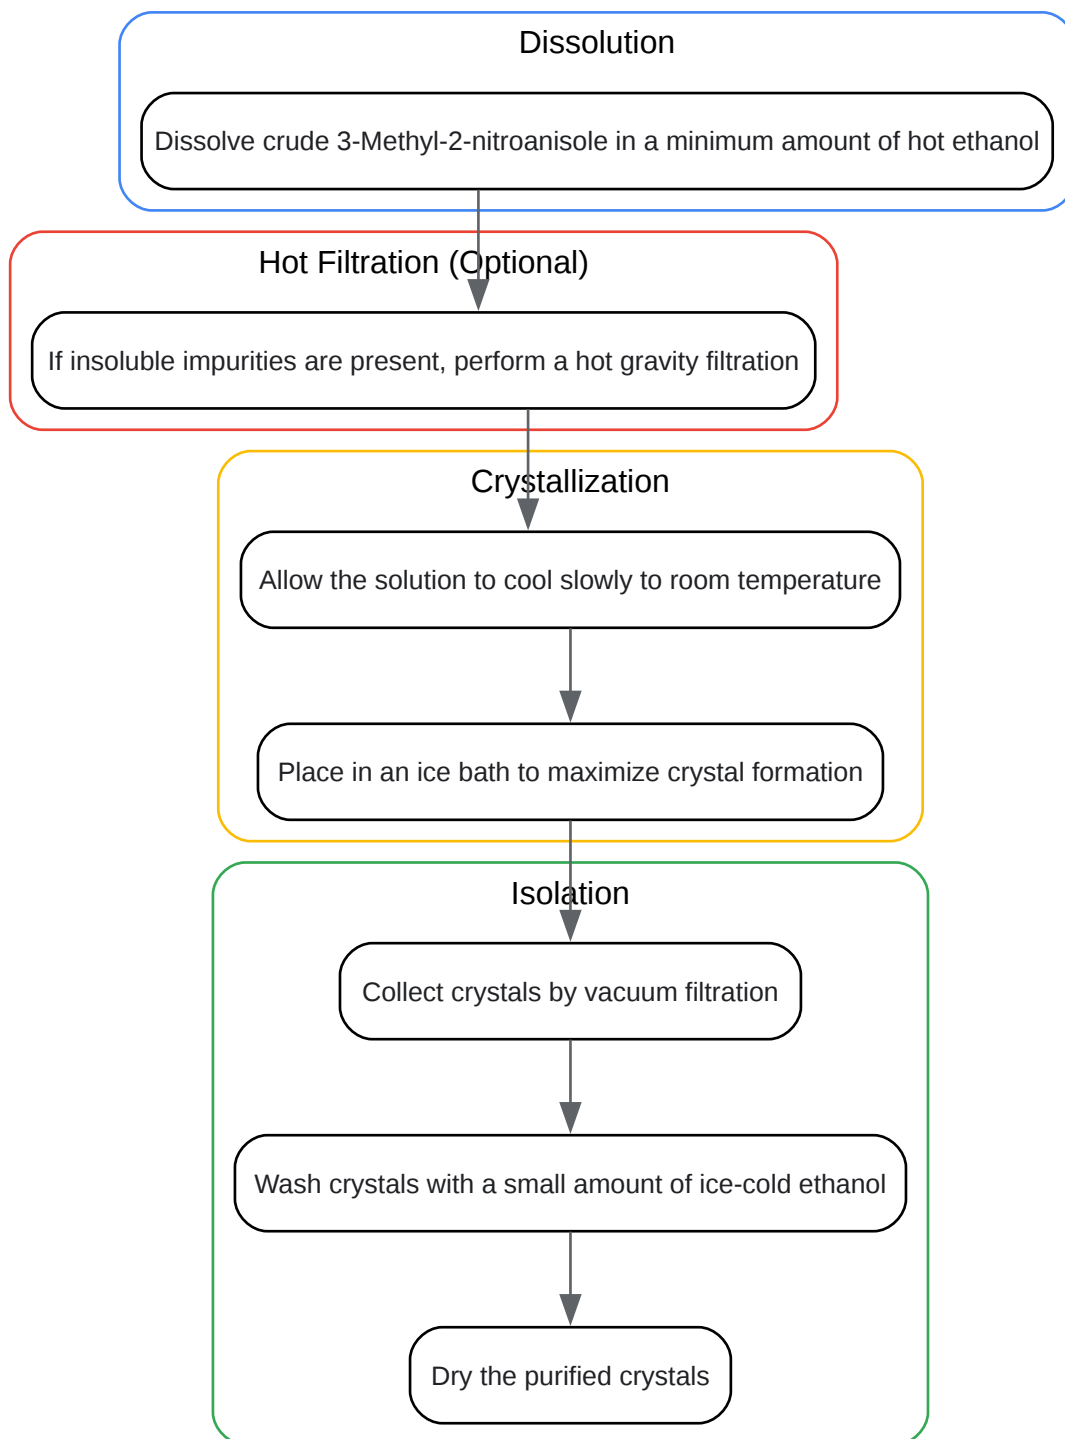 Dissolution
Dissolve crude 3-Methyl-2-nitroanisole in a minimum amount of hot ethanol
Hot Filtration (Optional)
If insoluble impurities are present, perform a hot gravity filtration
Crystallization
Allow the solution to cool slowly to room temperature
Place in an ice bath to maximize crystal formation
Isolation
Collect crystals by vacuum filtration
Wash crystals with a small amount of ice-cold ethanol
Dry the purified crystals